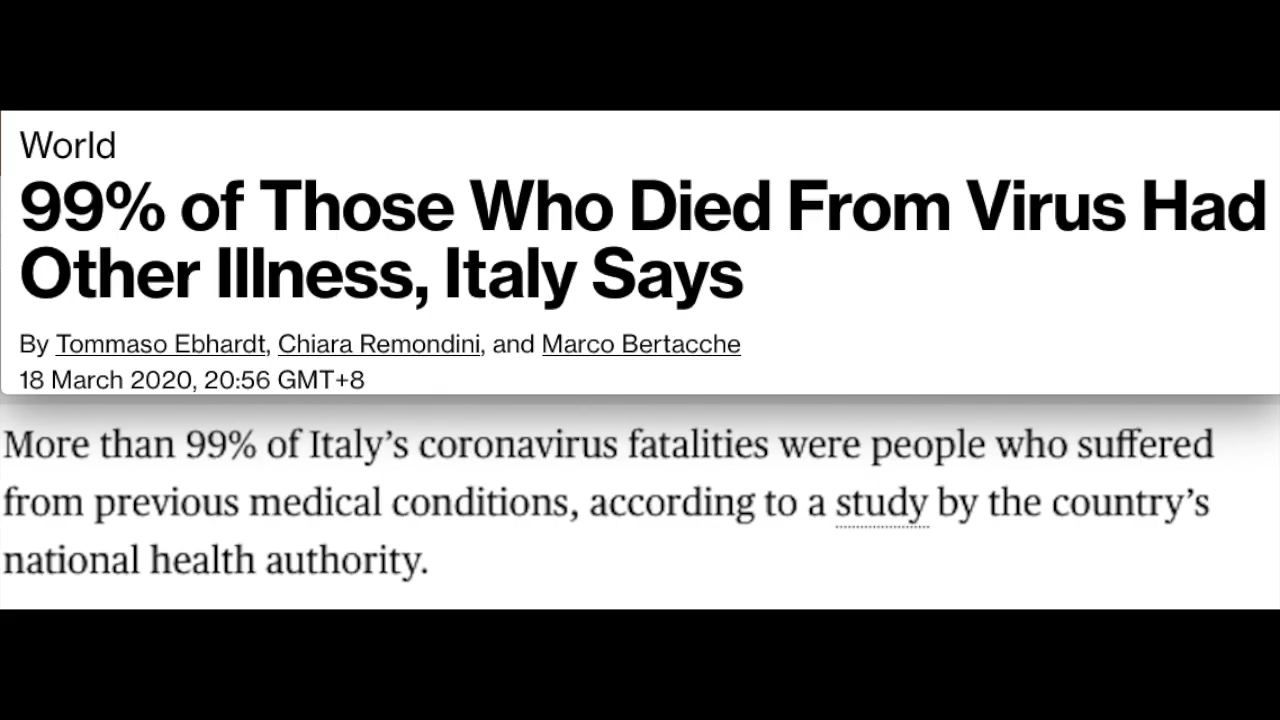 World
99% of Those Who Died From Virus Had
Other Illness, Italy Says
By Tommaso Ebhardt, Chiara Remondini, and Marco Bertacche
18 March 2020, 20:56 GMT+8
More than 99% of Italy’s coronavirus fatalities were people who suffered
from previous medical conditions, according to a study by the country’s
national health authority.